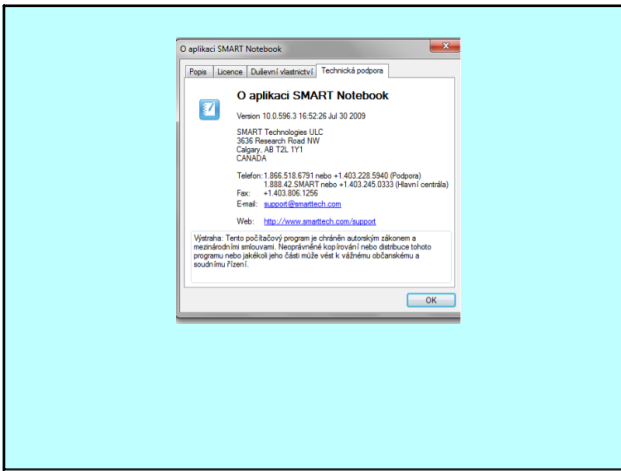 O aplikaci SMART Notebook
Popis Licence Duševní vlastnictví Technická podpora
O aplikaci SMART Notebook
Version 10.0.596.3 16:52:26 Jul 30 2009
SMART Technologies ULC
3636 Research Road NW
Calgary, AB T2L 1Y1
CANADA
Telefon: 1.866.518.6791 nebo +1.403.228.5940 (Podpora)
1.888.42.SMART nebo +1.403.245.0333 (Hlavní centrála)
Fax: +1.403.806.1256
E-mail: support@smarttech.com
Web: http://www.smarttech.com/support
Výstraha: Tento počítačový program je chráněn autorským zákonem a
mezinárodními smlouvami. Neoprávněné kopírování nebo distribuce tohoto
programu nebo jakékoli jeho části může vést k vážnému občanskému a
soudnímu řízení.
OK